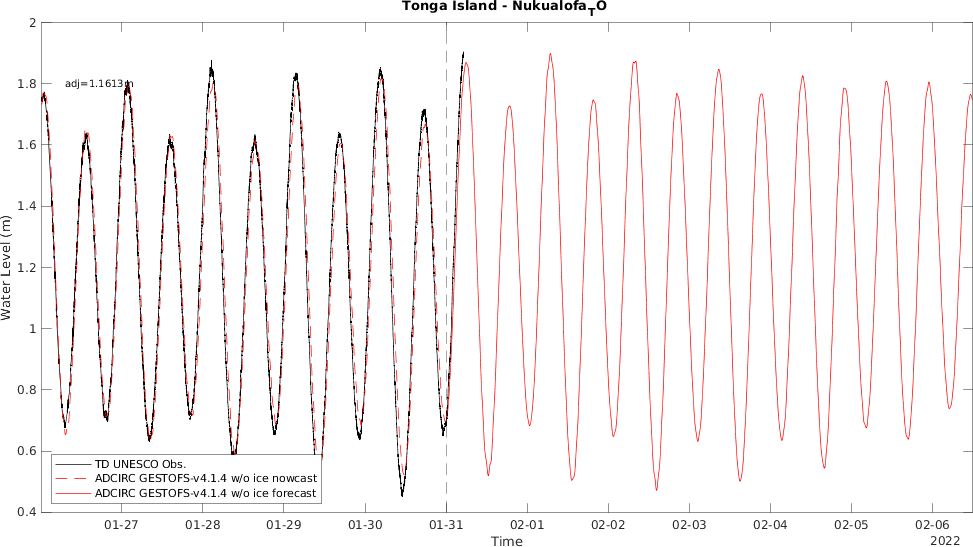 Tonga Island - NukualofaTO
adj=1.1613m
Water Level (m)
2
1.8
1.6
1.4
1.2
1
0.8
0.6
0.4
TD UNESCO Obs.
ADCIRC GESTOFS-v4.1.4 w/o ice nowcast
ADCIRC GESTOFS-v4.1.4 w/o ice forecast
01-27 01-28 01-29 01-30 01-31 02-01 02-02 02-03 02-04 02-05 02-06
Time
2022